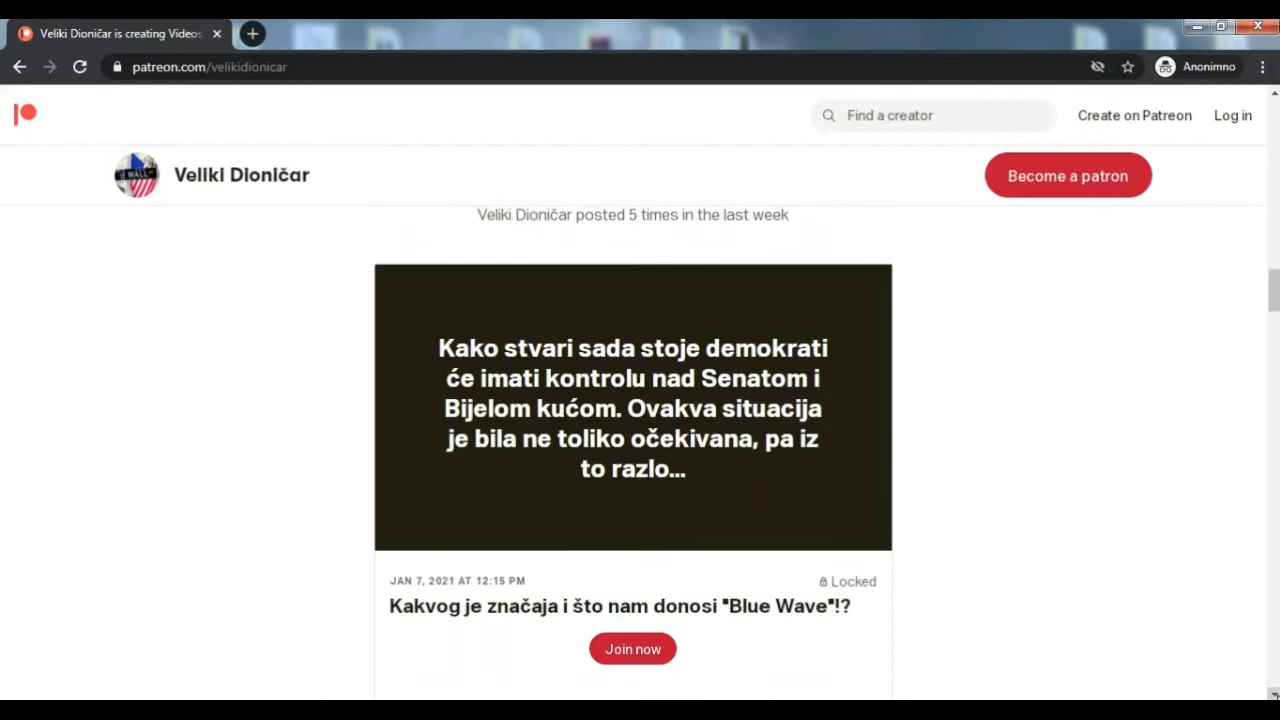 Veliki Dioničar is creating Videos
patreon.com/velikidionicar
Anonimno
Find a creator
Create on Patreon
Log in
WALL
Veliki Dioničar
Become a patron
Veliki Dioničar posted 5 times in the last week
Kako stvari sada stoje demokrati
će imati kontrolu nad Senatom i
Bijelom kućom. Ovakva situacija
je bila ne toliko očekivana, pa iz
to razlo...
JAN 7, 2021 AT 12:15 PM
Locked
Kakvog je značaja i što nam donosi "Blue Wave"!?
Join now